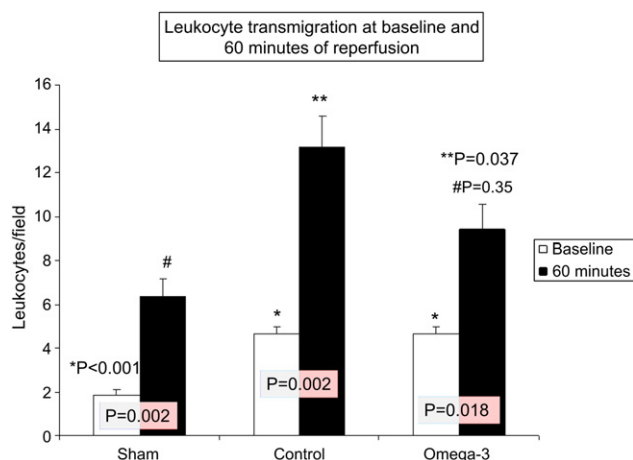 Leukocyte transmigration at baseline and
60 minutes of reperfusion
16
14
12
10
8
6
4
2
0
Leukocytes/field
**
**P=0.037
#P=0.35
#
*
*
*P<0.001
P=0.002
P=0.002
P=0.018
Baseline
60 minutes
Sham
Control
Omega-3